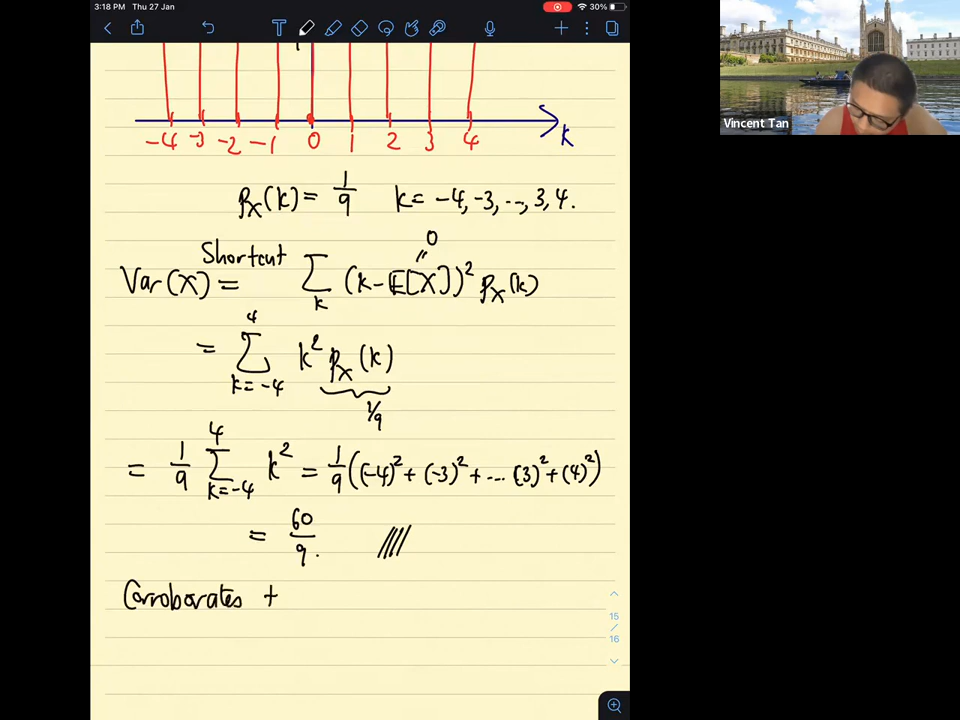 3:18 PM Thu 27 Jan
30%
T
-4 -3 -2 -1 0 1 2 3 4 k
p_X(k) = 1/9 k = -4, -3, .., 3, 4.
Shortcut
0
Var(X) = Σ_k (k - E[X])² p_X(k)
= Σ_{k=-4}^{4} k² p_X(k)
1/9
= 1/9 Σ_{k=-4}^{4} k² = 1/9 ((-4)² + (-3)² + ... (3)² + (4)²)
= 60/9.
Corroborates t
15
/
16
Vincent Tan